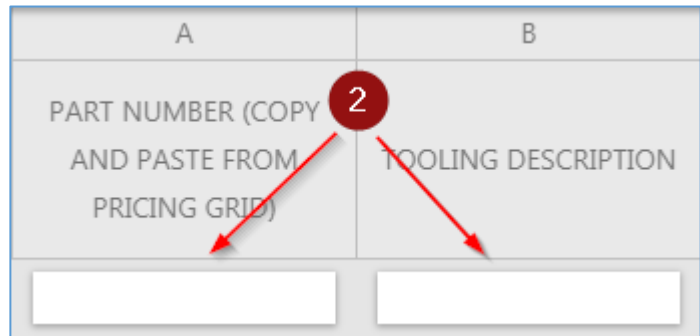 A
B
2
PART NUMBER (COPY
AND PASTE FROM
PRICING GRID)
TOOLING DESCRIPTION